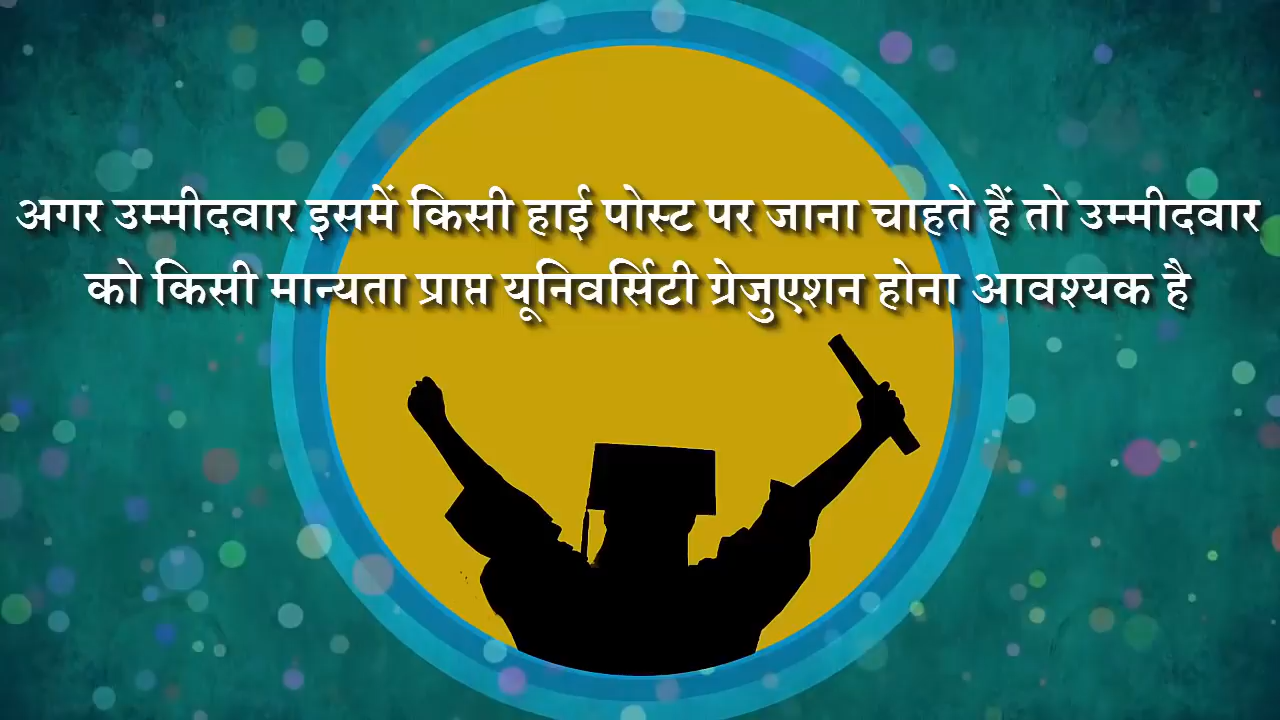 अगर उम्मीदवार इसमें किसी हाई पोस्ट पर जाना चाहते हैं तो उम्मीदवार
को किसी मान्यता प्राप्त यूनिवर्सिटी ग्रेजुएशन होना आवश्यक है